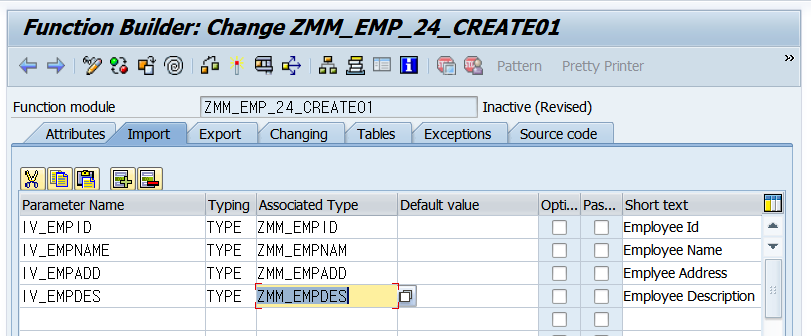 Function Builder: Change ZMM_EMP_24_CREATE01
Pattern Pretty Printer »
Function module ZMM_EMP_24_CREATE01 Inactive (Revised)
Attributes Import Export Changing Tables Exceptions Source code
Parameter Name Typing Associated Type Default value Opti... Pas... Short text
IV_EMPID TYPE ZMM_EMPID Employee Id
IV_EMPNAME TYPE ZMM_EMPNAM Employee Name
IV_EMPADD TYPE ZMM_EMPADD Emplyee Address
IV_EMPDES TYPE ZMM_EMPDES Employee Description